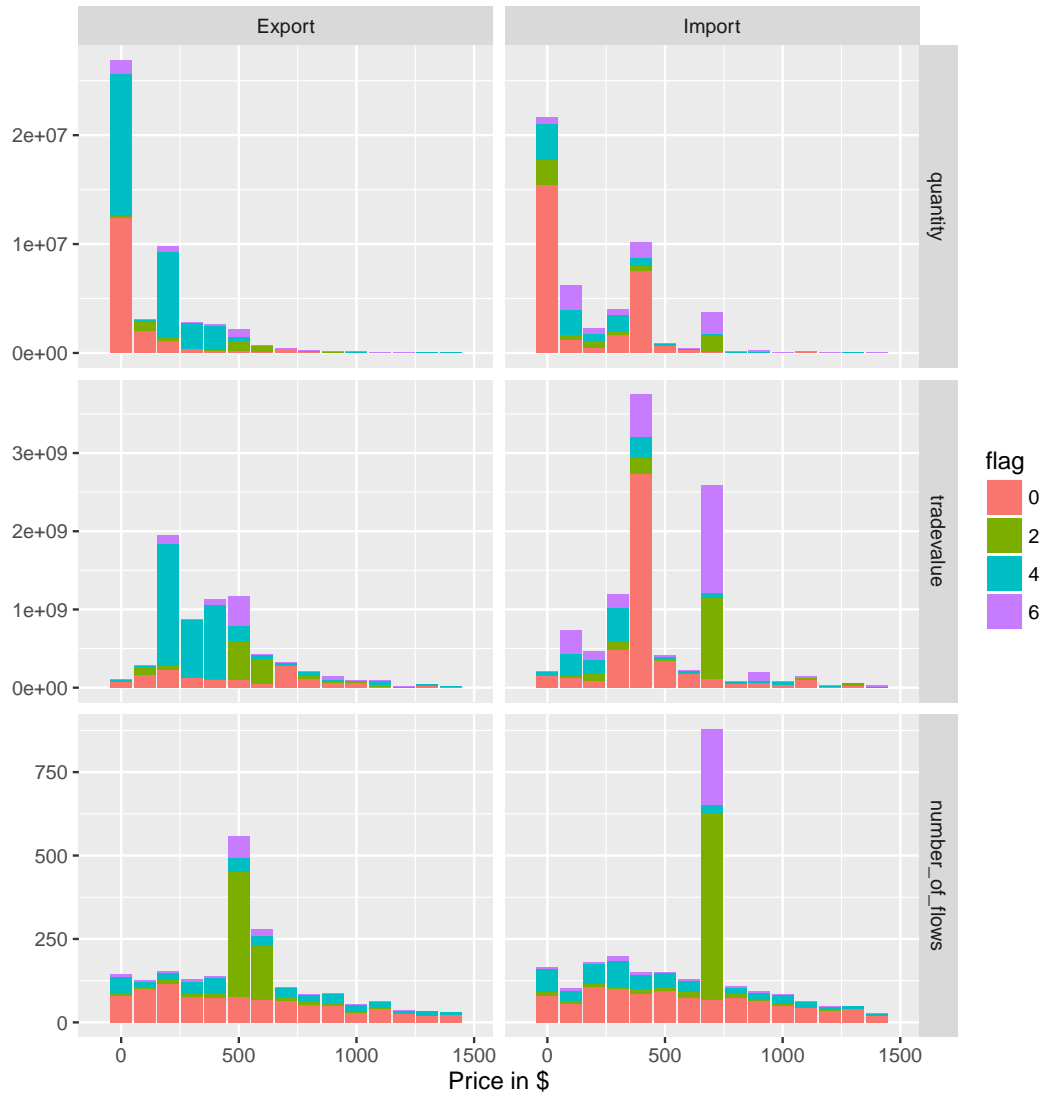 Export
Import
2e+07
1e+07
0e+00
quantity
3e+09
2e+09
1e+09
0e+00
tradevalue
750
500
250
0
number_of_flows
0
500
1000
1500
0
500
1000
1500
Price in $
flag
0
2
4
6